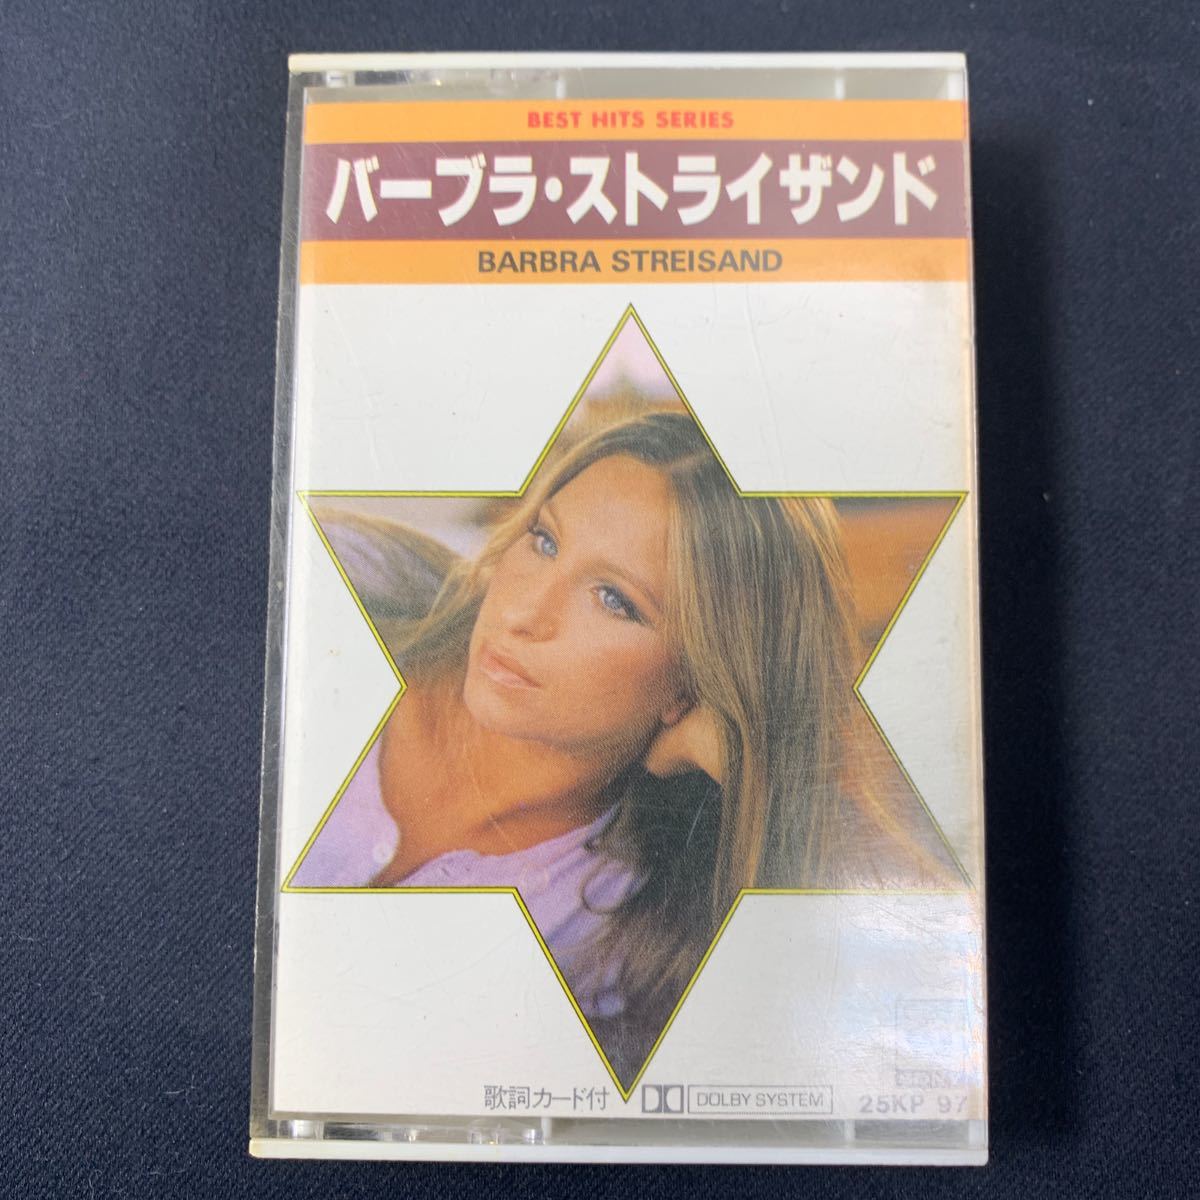 BEST HITS SERIES
バーブラ・ストライザンド
BARBRA STREISAND
歌詞カード付 DOLBY SYSTEM 25KP 97